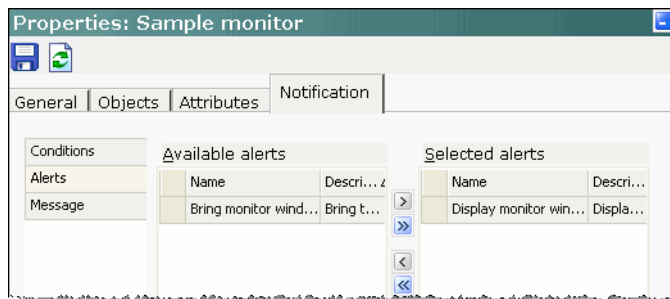 Properties: Sample monitor
General Objects Attributes Notification
Conditions
Alerts
Message
Available alerts
Name Descri...
Bring monitor wind... Bring t...
> 
»
<
«
Selected alerts
Name Descri...
Display monitor win... Displa...